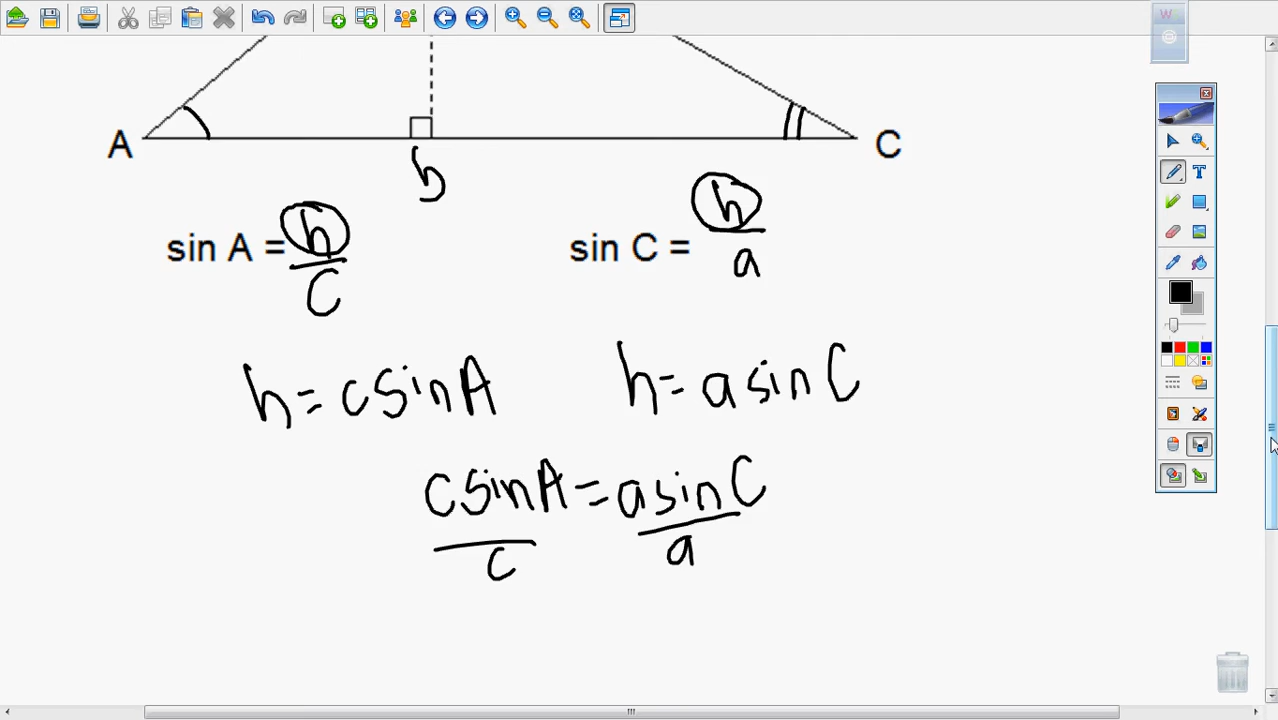 A
C
b
sin A = h/c
sin C = h/a
h = c sin A
h = a sin C
c sin A = a sin C
c
a
W
T